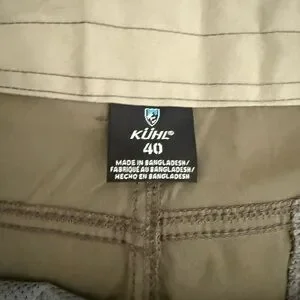 KÜHL®
40
MADE IN BANGLADESH/
FABRIQUÉ AU BANGLADESH/
HECHO EN BANGLADESH